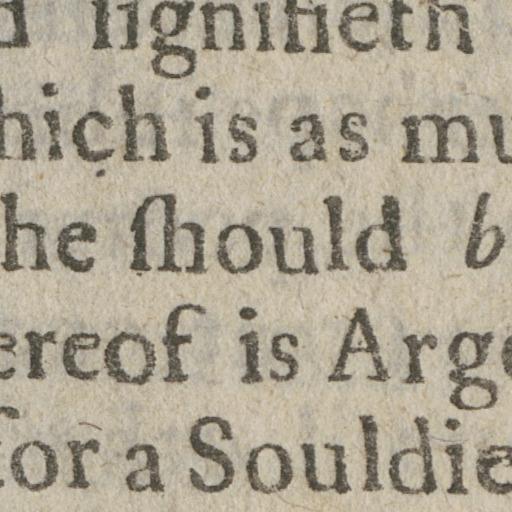 d ſignifieth
hich is as mu
he ſhould b
ereof is Arge
for a Souldie